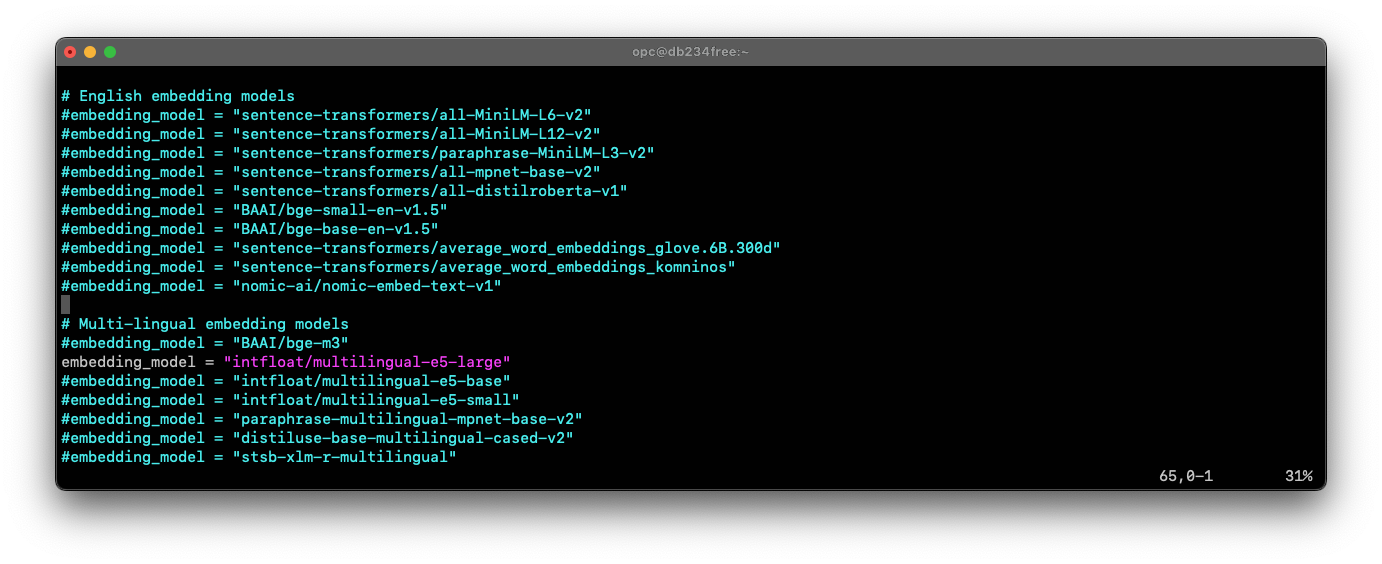 opc@db234free:~
# English embedding models
#embedding_model = "sentence-transformers/all-MiniLM-L6-v2"
#embedding_model = "sentence-transformers/all-MiniLM-L12-v2"
#embedding_model = "sentence-transformers/paraphrase-MiniLM-L3-v2"
#embedding_model = "sentence-transformers/all-mpnet-base-v2"
#embedding_model = "sentence-transformers/all-distilroberta-v1"
#embedding_model = "BAAI/bge-small-en-v1.5"
#embedding_model = "BAAI/bge-base-en-v1.5"
#embedding_model = "sentence-transformers/average_word_embeddings_glove.6B.300d"
#embedding_model = "sentence-transformers/average_word_embeddings_komninos"
#embedding_model = "nomic-ai/nomic-embed-text-v1"
# Multi-lingual embedding models
#embedding_model = "BAAI/bge-m3"
embedding_model = "intfloat/multilingual-e5-large"
#embedding_model = "intfloat/multilingual-e5-base"
#embedding_model = "intfloat/multilingual-e5-small"
#embedding_model = "paraphrase-multilingual-mpnet-base-v2"
#embedding_model = "distiluse-base-multilingual-cased-v2"
#embedding_model = "stsb-xlm-r-multilingual"
65,0-1 31%